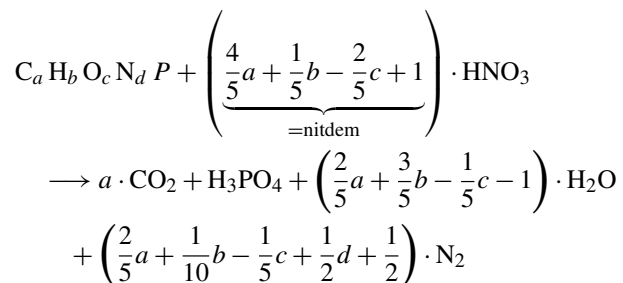 C_a H_b O_c N_d P + ( 4/5 a + 1/5 b − 2/5 c + 1 ) · HNO_3
=nitdem
⟶ a · CO_2 + H_3PO_4 + ( 2/5 a + 3/5 b − 1/5 c − 1 ) · H_2O
+ ( 2/5 a + 1/10 b − 1/5 c + 1/2 d + 1/2 ) · N_2